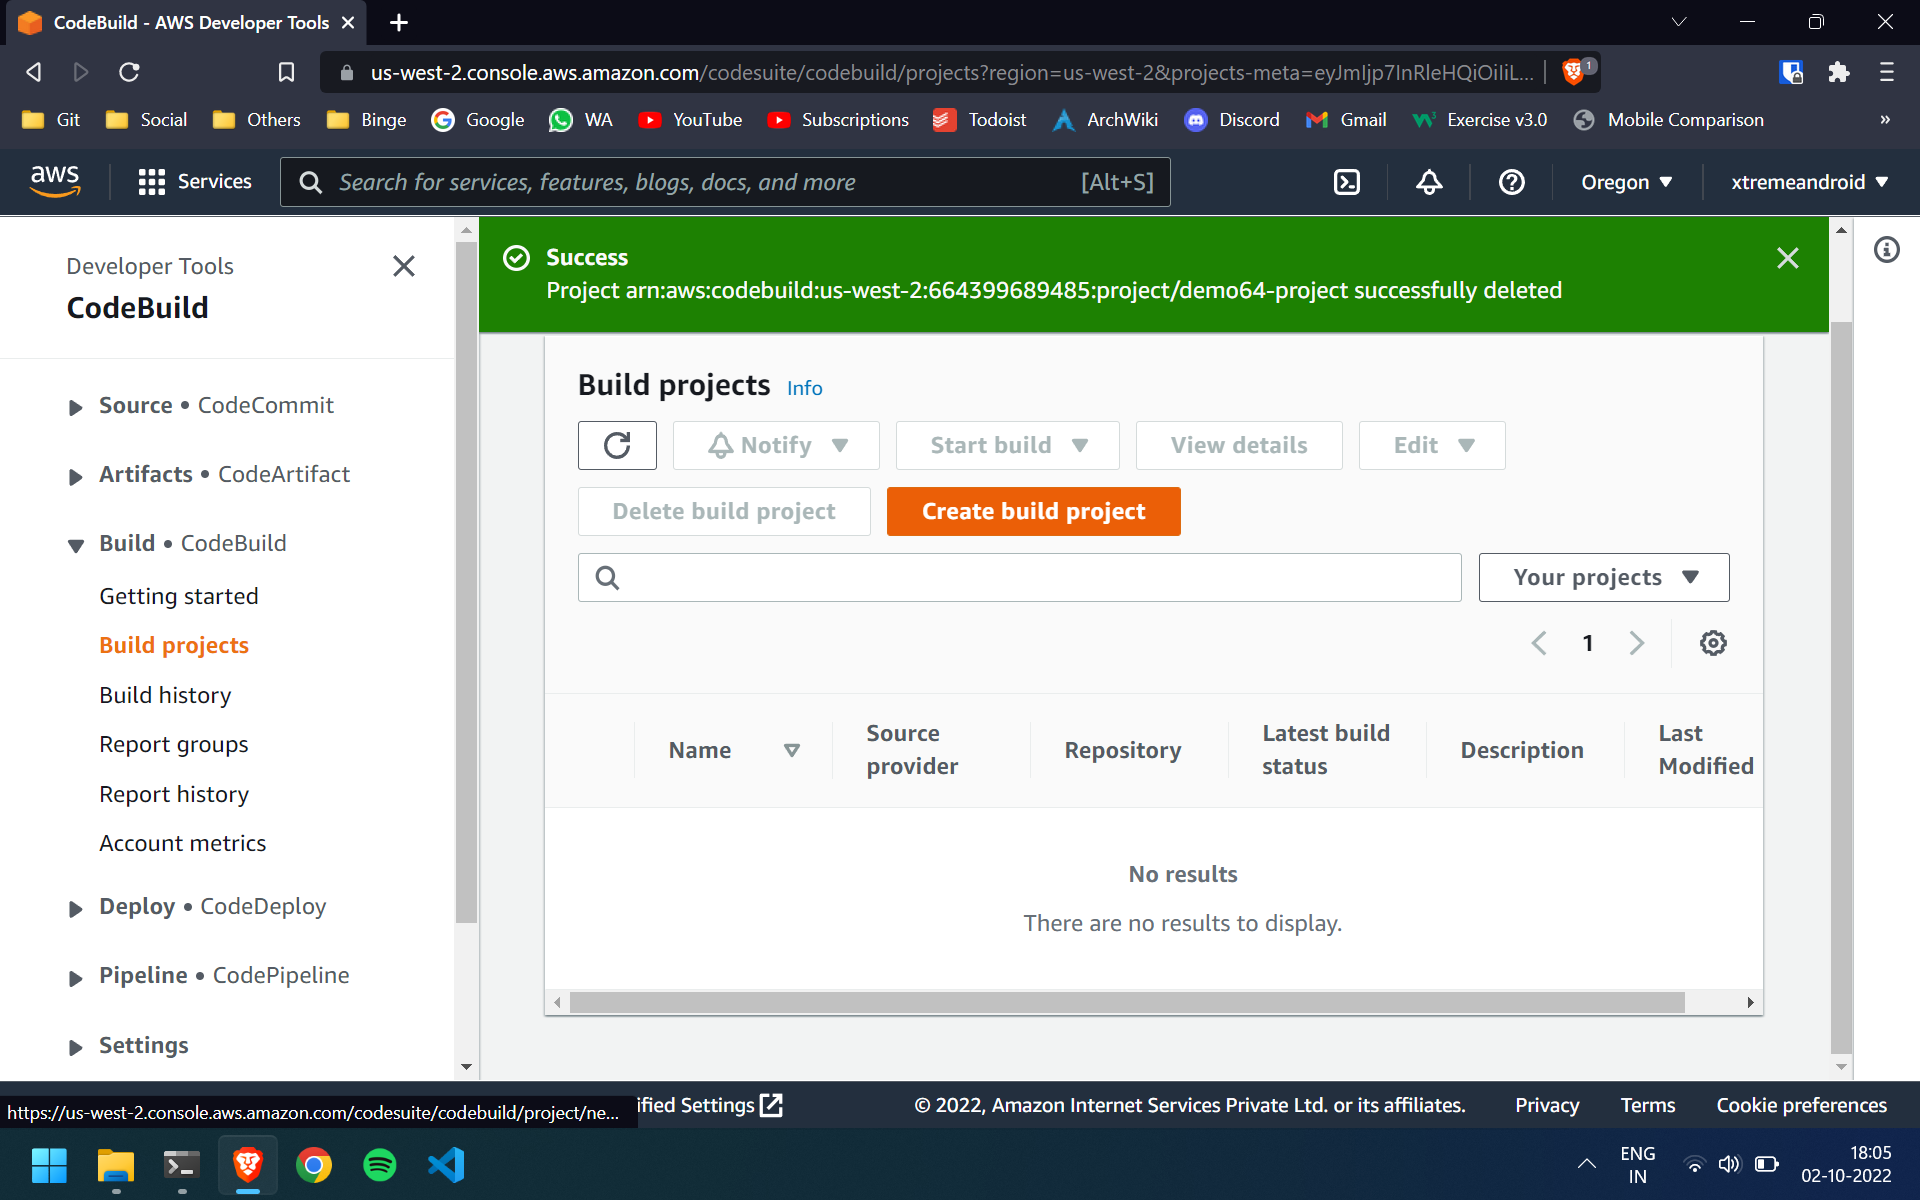 CodeBuild - AWS Developer Tools
us-west-2.console.aws.amazon.com/codesuite/codebuild/projects?region=us-west-2&projects-meta=eyJmIjp7InRleHQiOiIiL...
1
Git
Social
Others
Binge
Google
WA
YouTube
Subscriptions
Todoist
ArchWiki
Discord
Gmail
Exercise v3.0
Mobile Comparison
»
aws
Services
Search for services, features, blogs, docs, and more
[Alt+S]
Oregon
xtremeandroid
Developer Tools
CodeBuild
Source • CodeCommit
Artifacts • CodeArtifact
Build • CodeBuild
Getting started
Build projects
Build history
Report groups
Report history
Account metrics
Deploy • CodeDeploy
Pipeline • CodePipeline
Settings
Success
Project arn:aws:codebuild:us-west-2:664399689485:project/demo64-project successfully deleted
Build projects Info
Notify
Start build
View details
Edit
Delete build project
Create build project
Your projects
1
Name
Source provider
Repository
Latest build status
Description
Last Modified
No results
There are no results to display.
https://us-west-2.console.aws.amazon.com/codesuite/codebuild/project/ne...
ified Settings
© 2022, Amazon Internet Services Private Ltd. or its affiliates.
Privacy
Terms
Cookie preferences
ENG
IN
18:05
02-10-2022